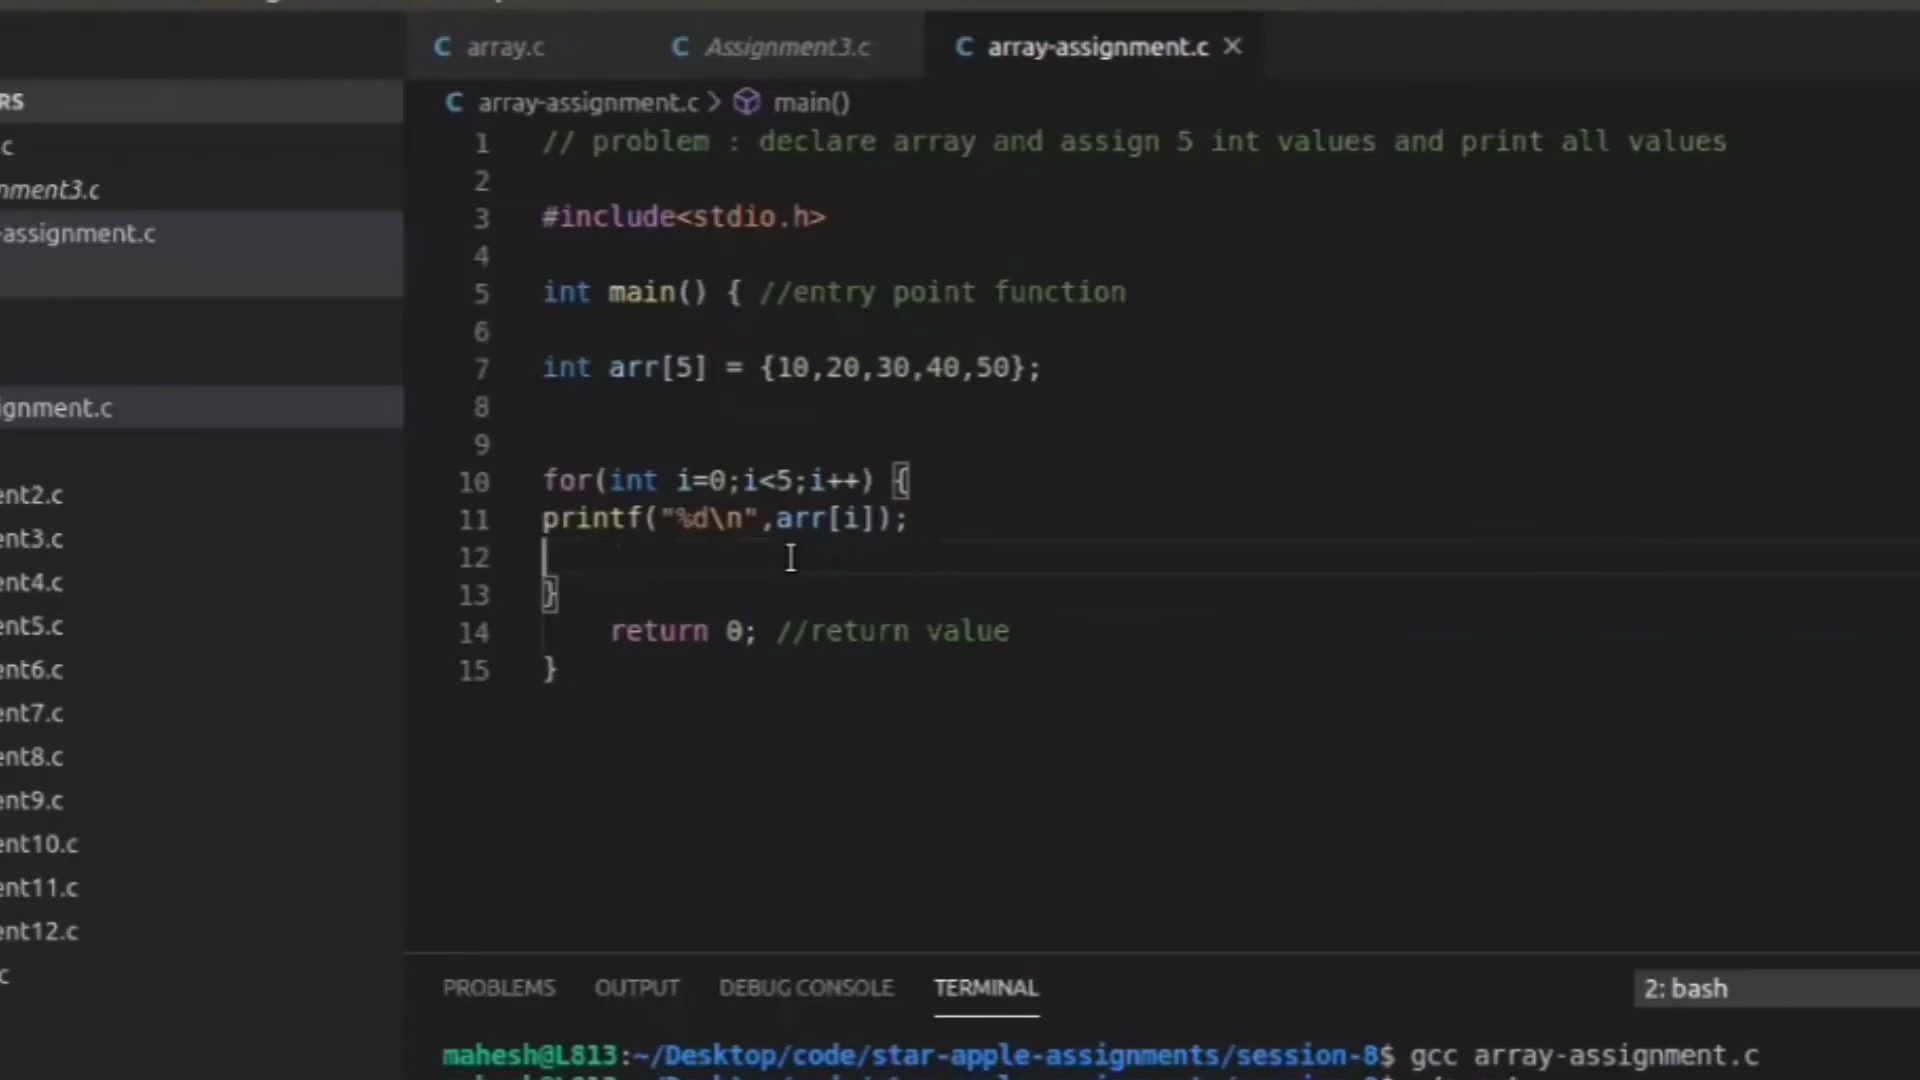 array.c
Assignment3.c
array-assignment.c
RS
.c
nment3.c
-assignment.c
ignment.c
ent2.c
ent3.c
ent4.c
ent5.c
ent6.c
ent7.c
ent8.c
ent9.c
ent10.c
ent11.c
ent12.c
c
array-assignment.c > main()
1 // problem : declare array and assign 5 int values and print all values
2
3 #include<stdio.h>
4
5 int main() { //entry point function
6
7 int arr[5] = {10,20,30,40,50};
8
9
10 for(int i=0;i<5;i++) {
11 printf("%d\n",arr[i]);
12
13 }
14 return 0; //return value
15 }
PROBLEMS OUTPUT DEBUG CONSOLE TERMINAL
2: bash
mahesh@L813:~/Desktop/code/star-apple-assignments/session-8$ gcc array-assignment.c